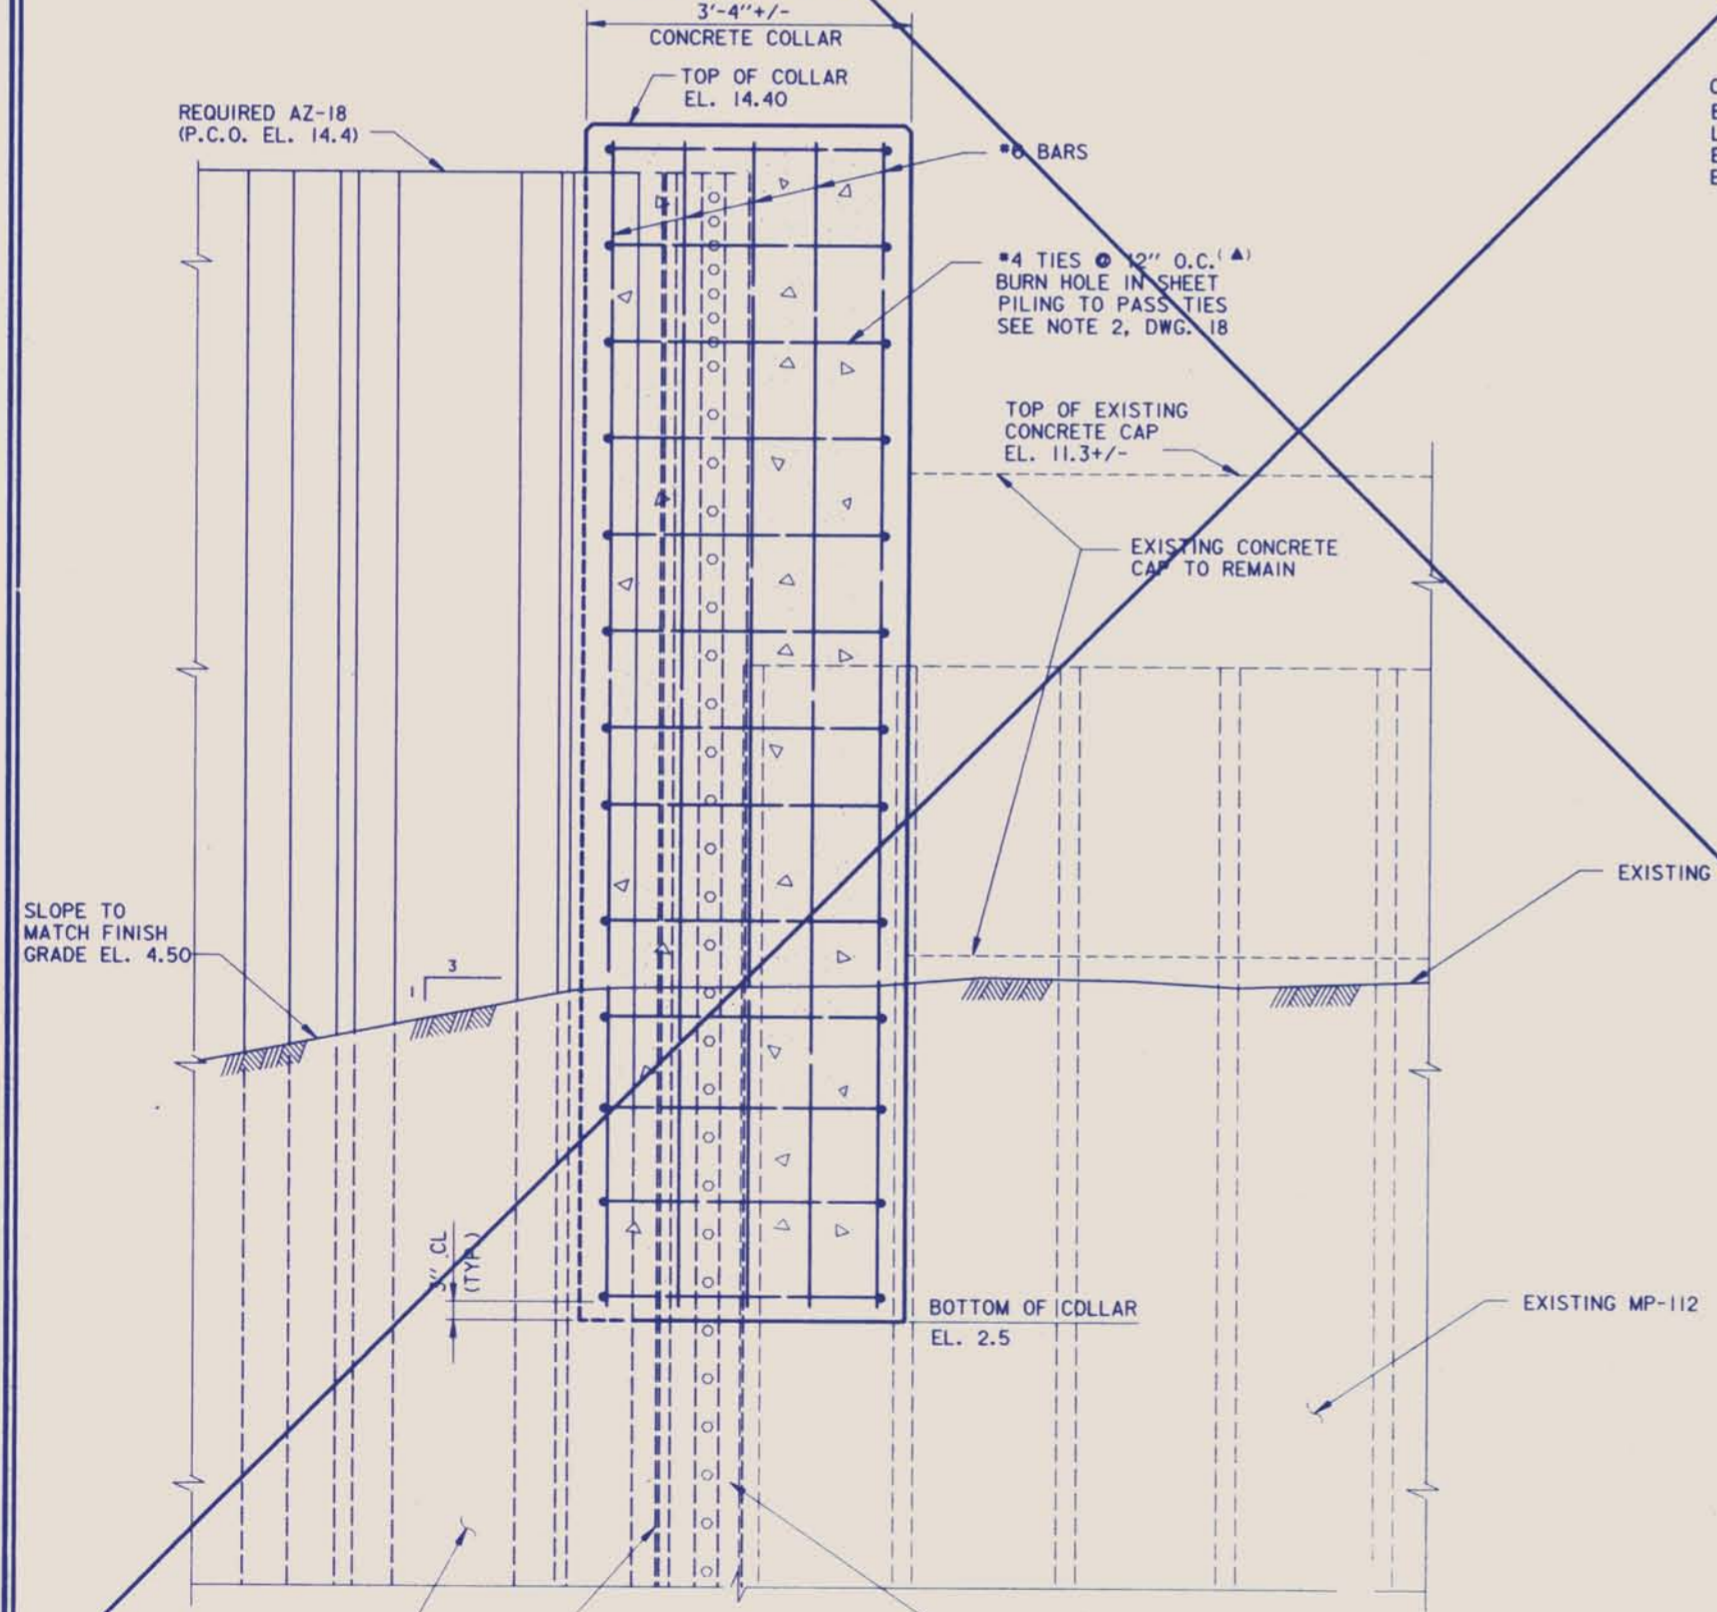 3'-4"+/-
CONCRETE COLLAR
TOP OF COLLAR
EL. 14.40
REQUIRED AZ-18
(P.C.O. EL. 14.4)
#6 BARS
#4 TIES @ 12" O.C.(▲)
BURN HOLE IN SHEET
PILING TO PASS TIES
SEE NOTE 2, DWG. 18
TOP OF EXISTING
CONCRETE CAP
EL. 11.3+/-
EXISTING CONCRETE
CAP TO REMAIN
EXISTING
SLOPE TO
MATCH FINISH
GRADE EL. 4.50
3
1
3" CL
(TYP.)
BOTTOM OF COLLAR
EL. 2.5
EXISTING MP-112